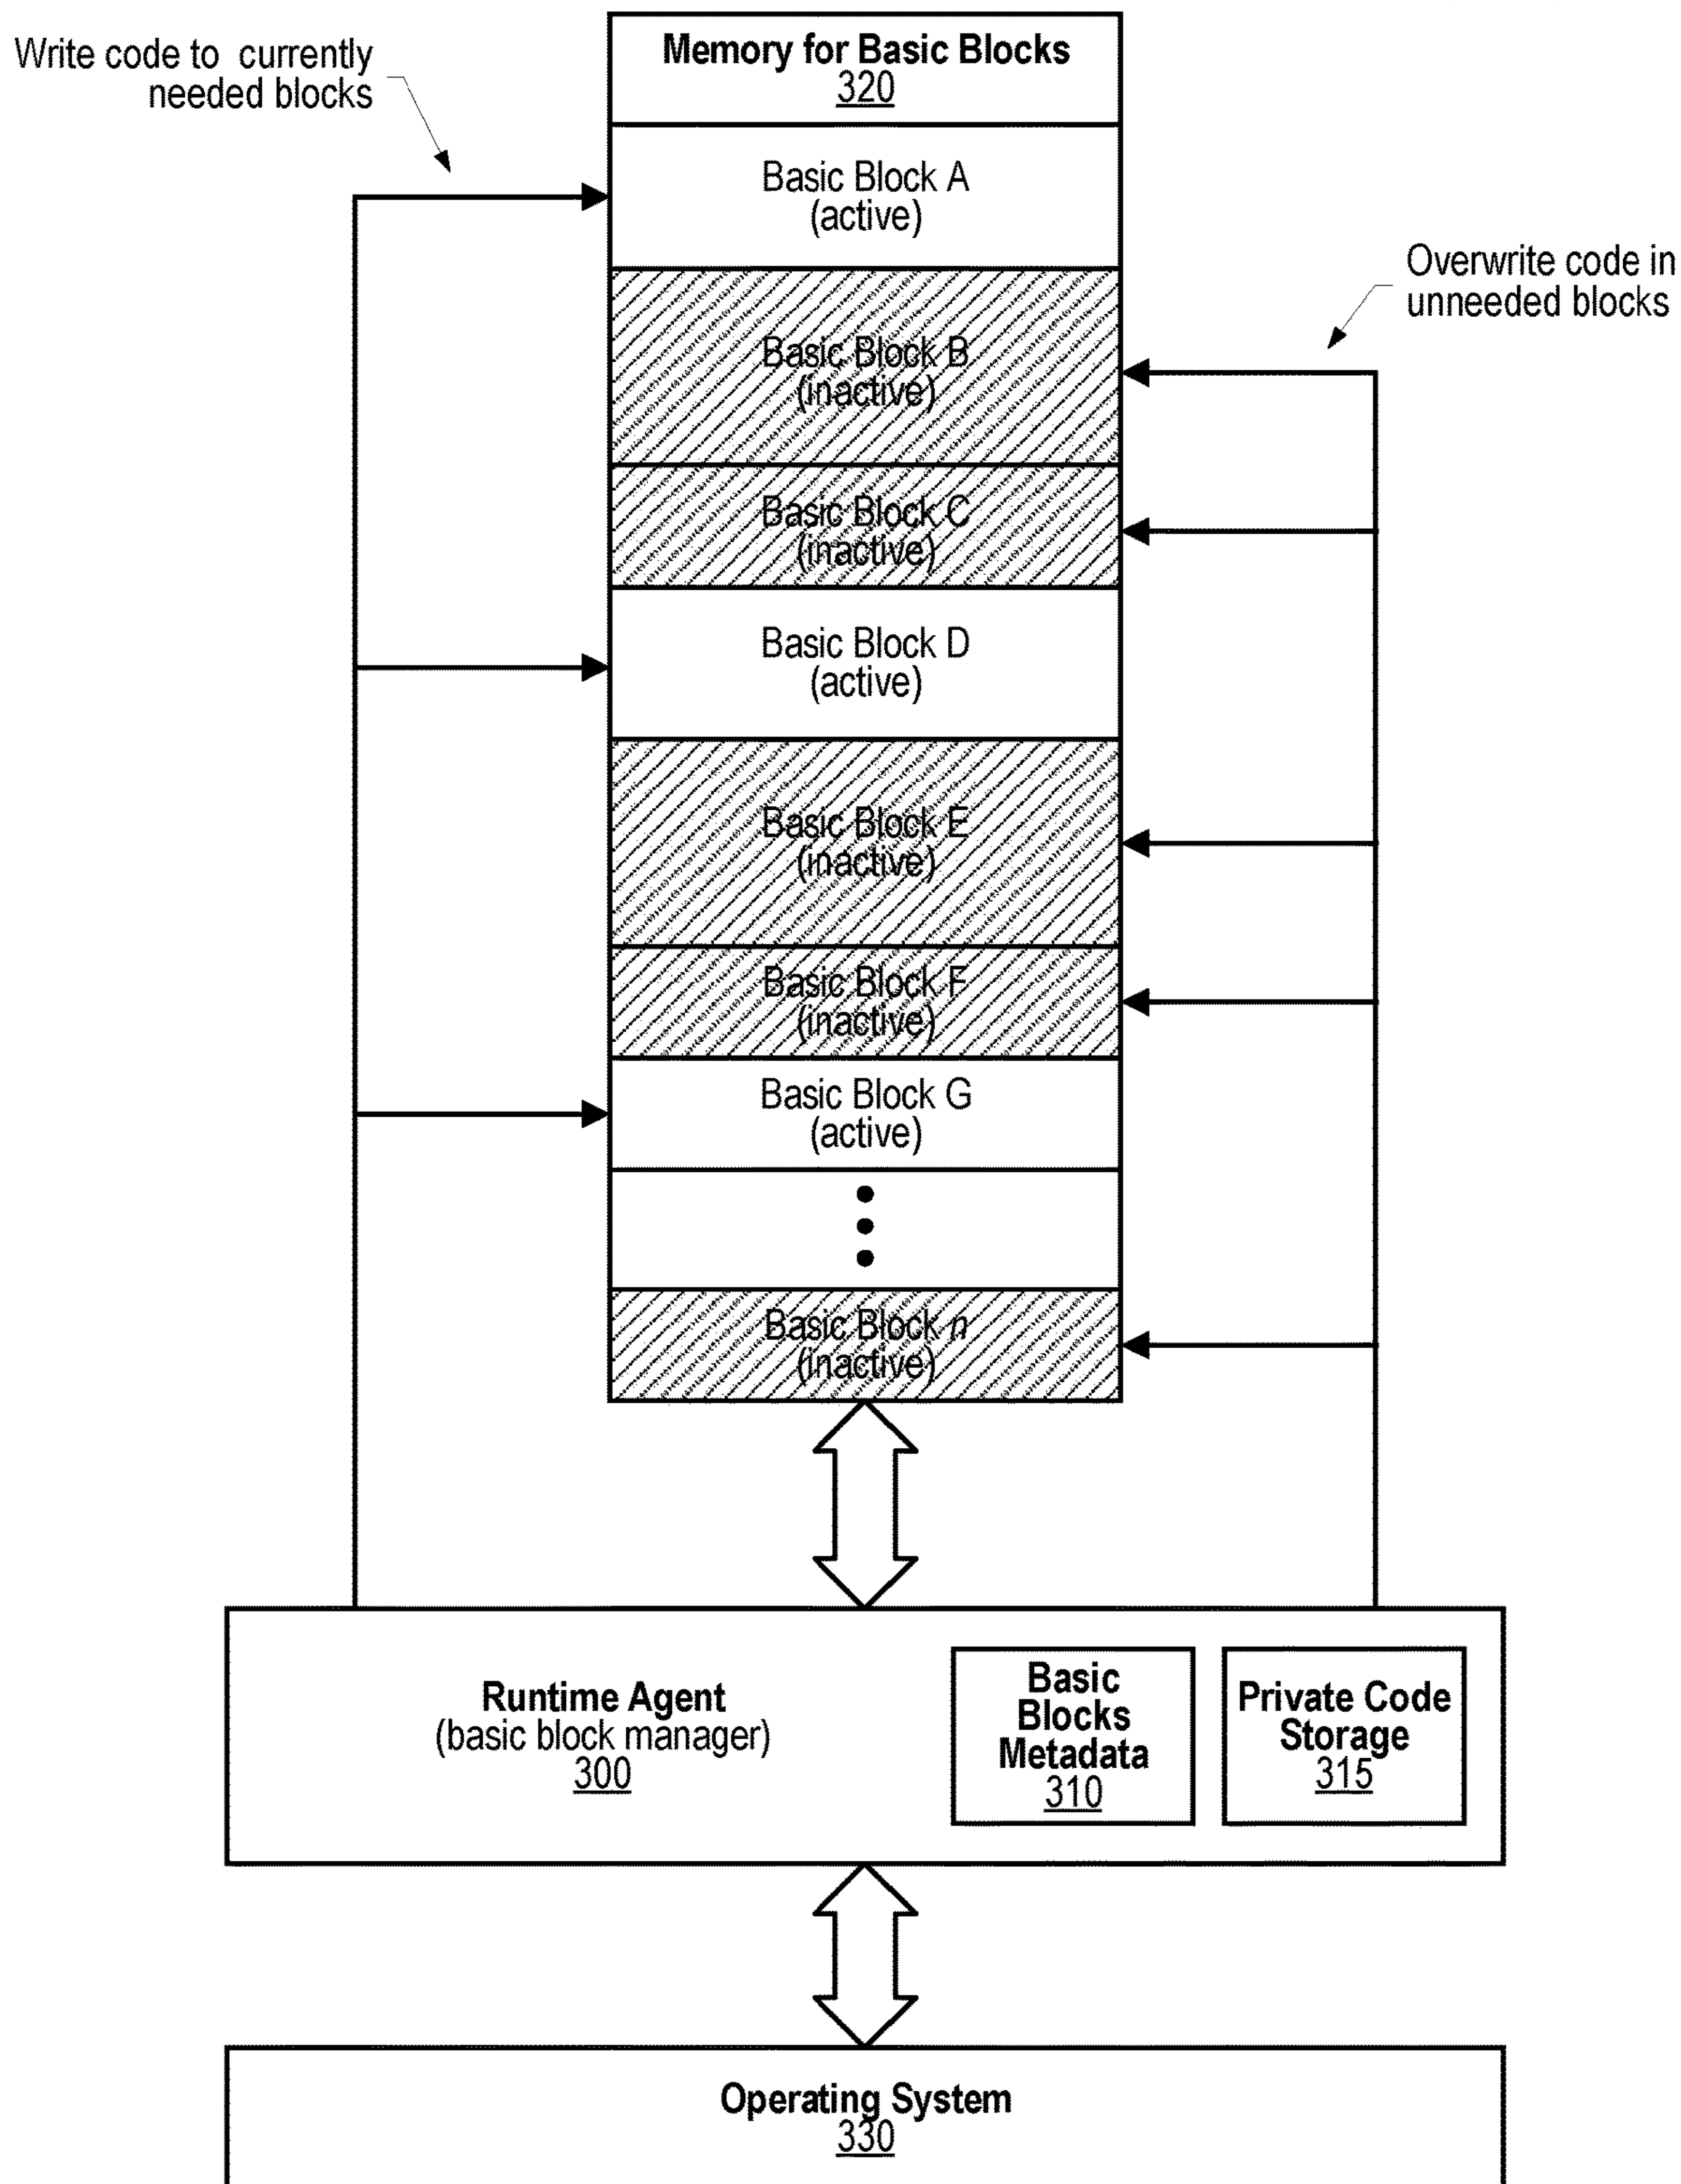 Write code to currently
needed blocks
Memory for Basic Blocks
320
Basic Block A
(active)
Overwrite code in
unneeded blocks
Basic Block B
(inactive)
Basic Block C
(inactive)
Basic Block D
(active)
Basic Block E
(inactive)
Basic Block F
(inactive)
Basic Block G
(active)
Basic Block n
(inactive)
Runtime Agent
(basic block manager)
300
Basic
Blocks
Metadata
310
Private Code
Storage
315
Operating System
330